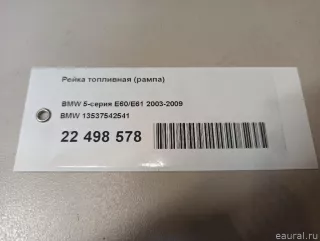 Рейка топливная (рампа)
BMW 5-серия E60/E61 2003-2009
BMW 13537542541
22 498 578
eaural.ru